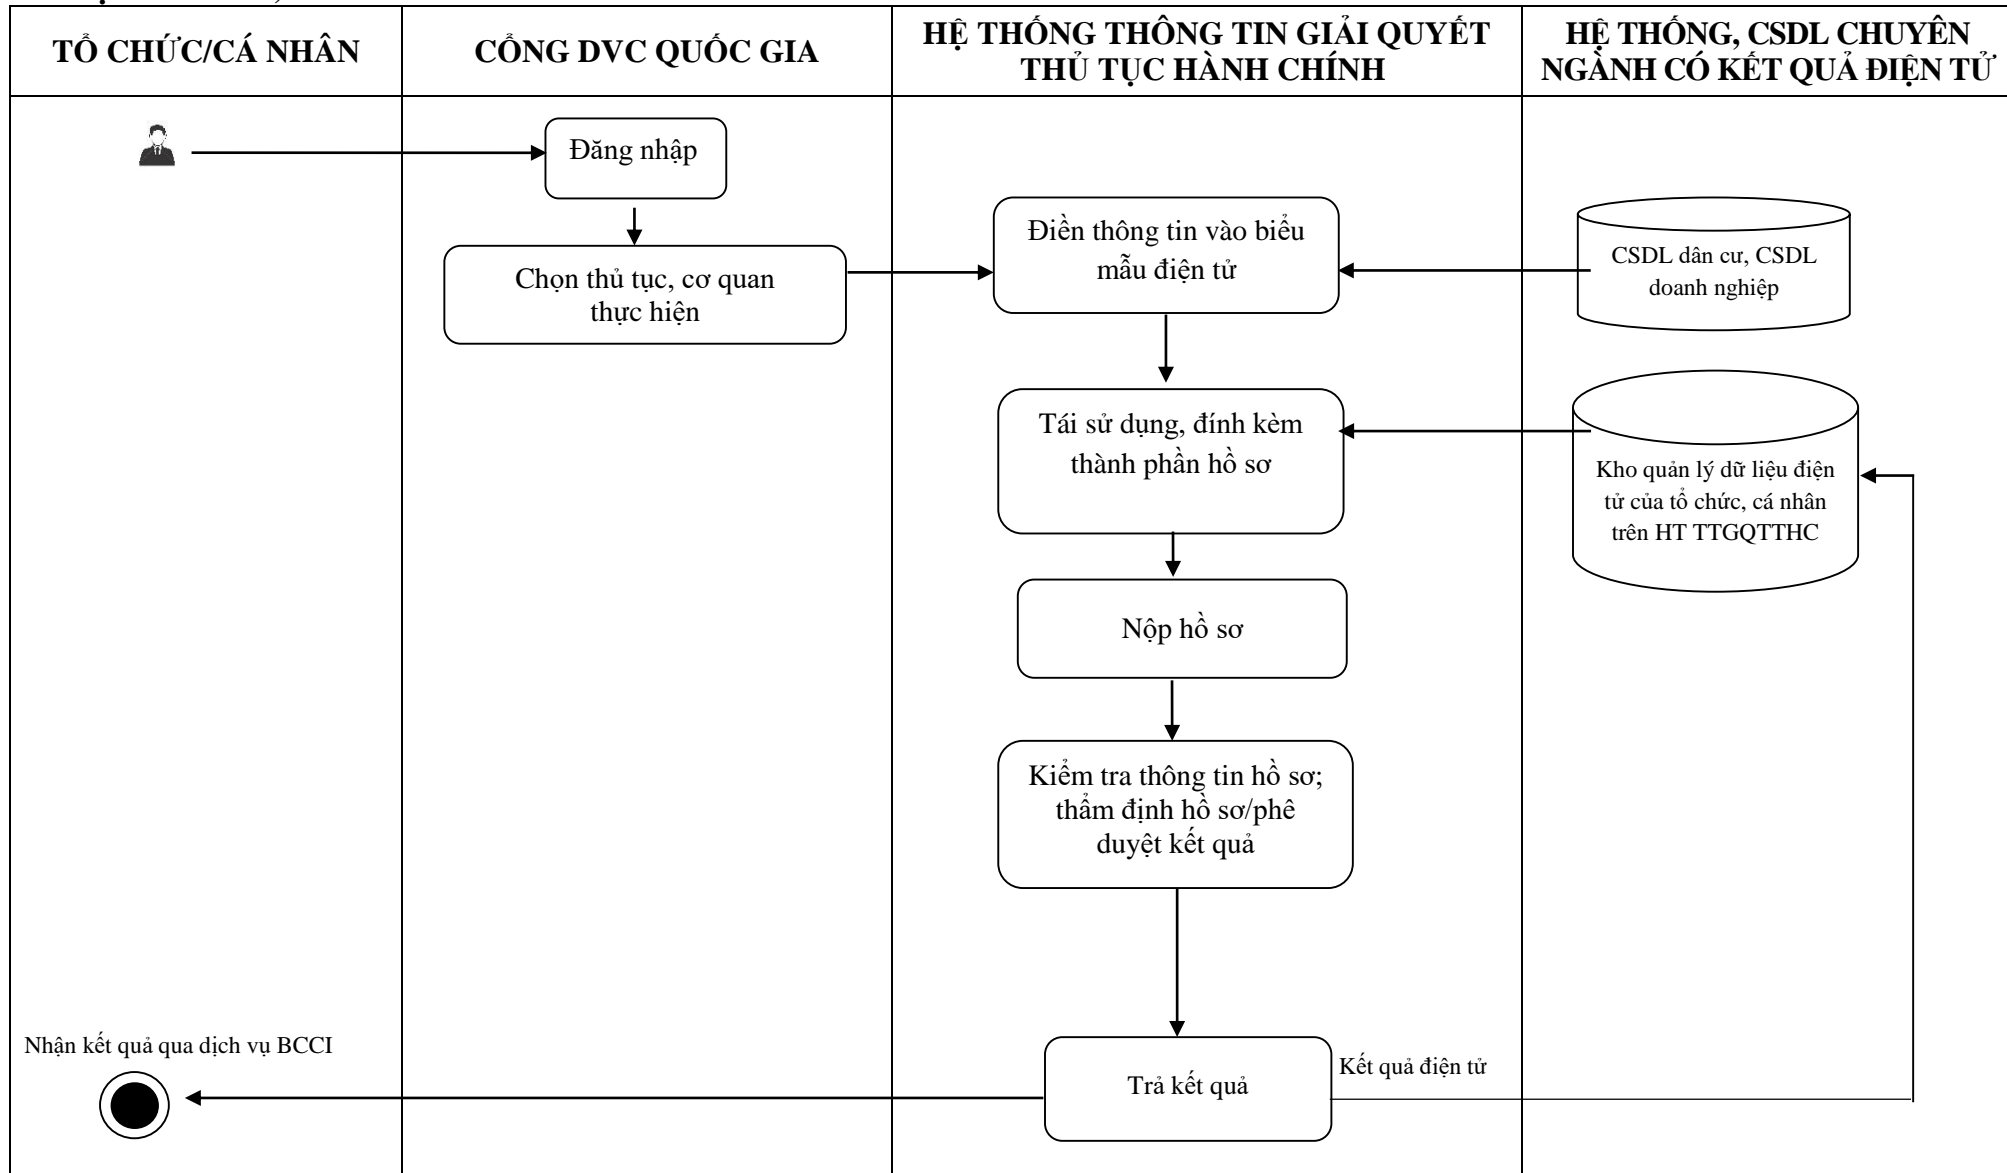 TỔ CHỨC/CÁ NHÂN
CỔNG DVC QUỐC GIA
HỆ THỐNG THÔNG TIN GIẢI QUYẾT
THỦ TỤC HÀNH CHÍNH
HỆ THỐNG, CSDL CHUYÊN
NGÀNH CÓ KẾT QUẢ ĐIỆN TỬ
Đăng nhập
Chọn thủ tục, cơ quan
thực hiện
Điền thông tin vào biểu
mẫu điện tử
CSDL dân cư, CSDL
doanh nghiệp
Tái sử dụng, đính kèm
thành phần hồ sơ
Kho quản lý dữ liệu điện
tử của tổ chức, cá nhân
trên HT TTGQTTHC
Nộp hồ sơ
Kiểm tra thông tin hồ sơ;
thẩm định hồ sơ/phê
duyệt kết quả
Nhận kết quả qua dịch vụ BCCI
Trả kết quả
Kết quả điện tử